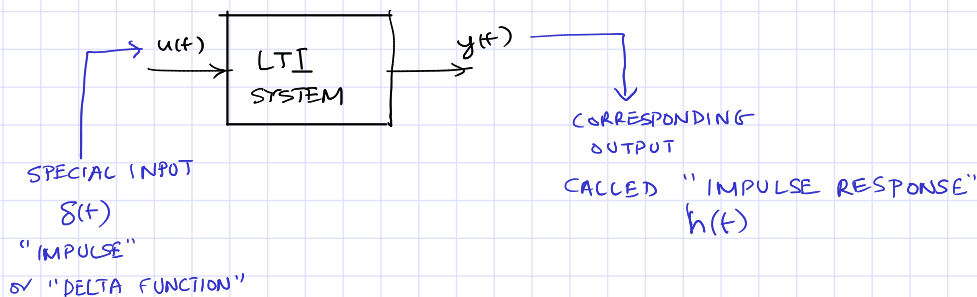 u(t)
LTI
SYSTEM
y(t)
SPECIAL INPUT
δ(t)
"IMPULSE"
or "DELTA FUNCTION"
CORRESPONDING
OUTPUT
CALLED "IMPULSE RESPONSE"
h(t)